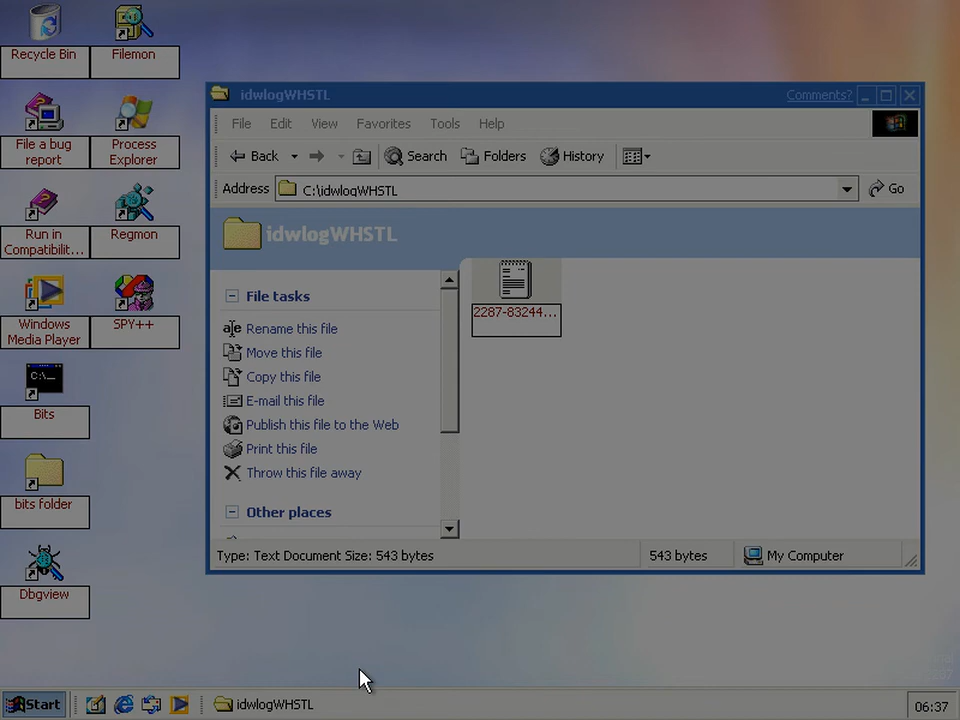 Recycle Bin
Filemon
File a bug
report
Process
Explorer
Run in
Compatibilit...
Regmon
Windows
Media Player
SPY++
C:\_
Bits
bits folder
Dbgview
idwlogWHSTL
Comments?
File Edit View Favorites Tools Help
Back Search Folders History
Address C:\idwlogWHSTL Go
idwlogWHSTL
File tasks
Rename this file
Move this file
Copy this file
E-mail this file
Publish this file to the Web
Print this file
Throw this file away
Other places
2287-83244...
Type: Text Document Size: 543 bytes 543 bytes My Computer
Start idwlogWHSTL 06:37